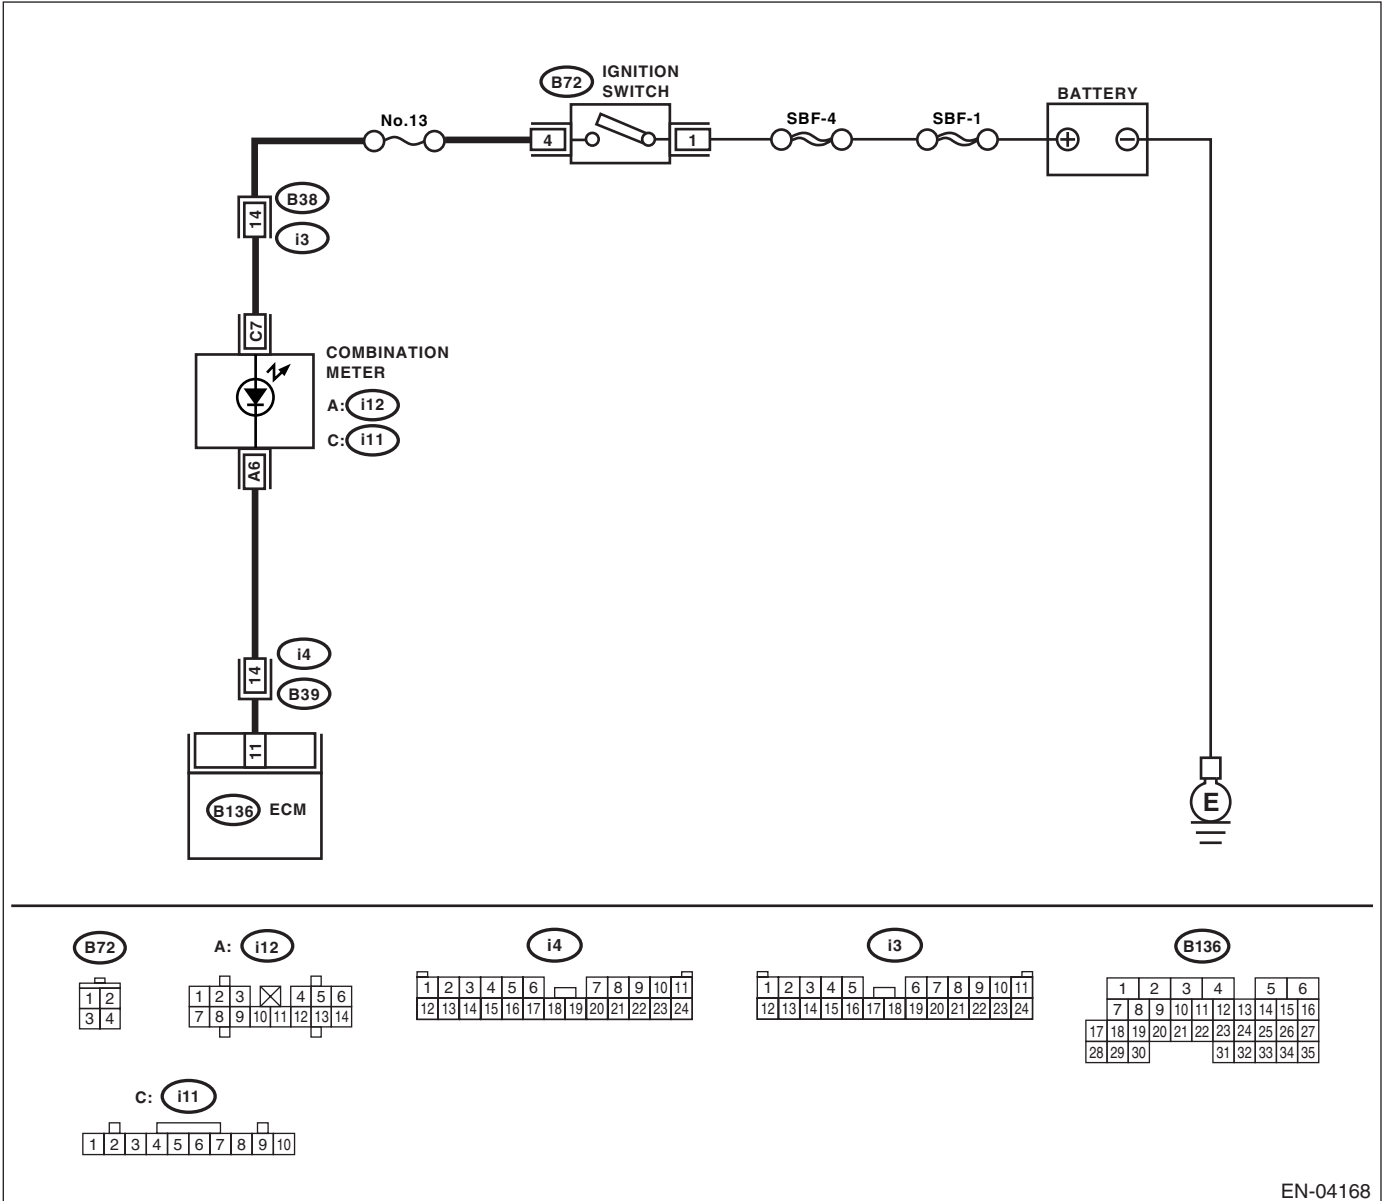 B72
IGNITION
SWITCH
BATTERY
No.13
4
1
SBF-4
SBF-1
+
−
14
B38
i3
C7
COMBINATION
METER
A: i12
C: i11
A6
14
i4
B39
11
B136 ECM
E
B72
1 2
3 4
A: i12
1 2 3 4 5 6
7 8 9 10 11 12 13 14
i4
1 2 3 4 5 6 7 8 9 10 11
12 13 14 15 16 17 18 19 20 21 22 23 24
i3
1 2 3 4 5 6 7 8 9 10 11
12 13 14 15 16 17 18 19 20 21 22 23 24
B136
1 2 3 4 5 6
7 8 9 10 11 12 13 14 15 16
17 18 19 20 21 22 23 24 25 26 27
28 29 30 31 32 33 34 35
C: i11
1 2 3 4 5 6 7 8 9 10
EN-04168